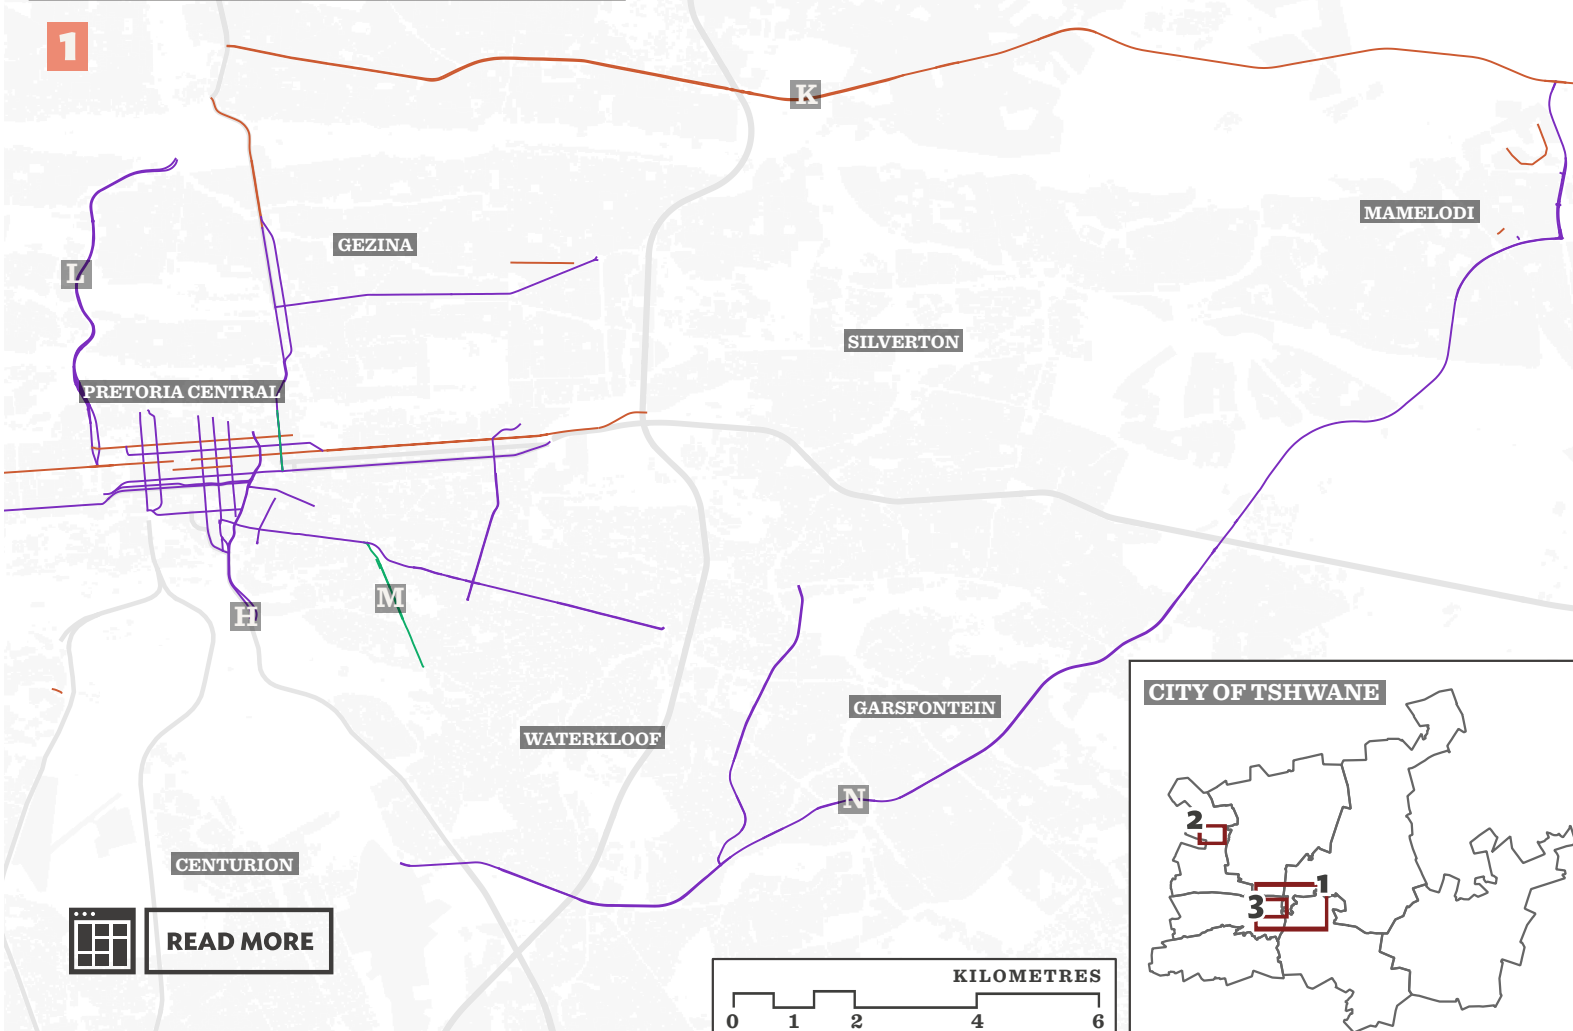 1
K
MAMELODI
GEZINA
L
SILVERTON
PRETORIA CENTRAL
M
H
CITY OF TSHWANE
GARSFONTEIN
WATERKLOOF
N
2
CENTURION
1
3
READ MORE
KILOMETRES
0 1 2 4 6